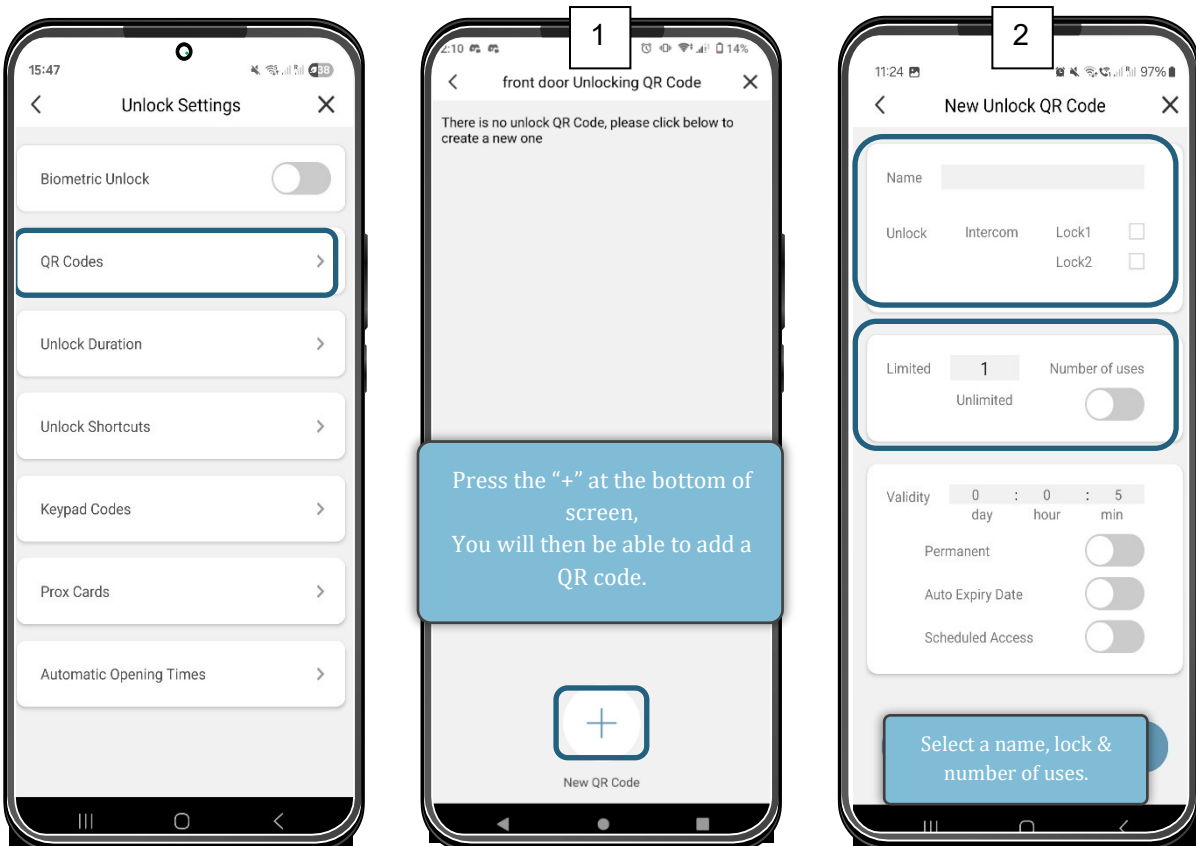 15:47
38
Unlock Settings
Biometric Unlock
QR Codes
Unlock Duration
Unlock Shortcuts
Keypad Codes
Prox Cards
Automatic Opening Times
1
2:10
14%
front door Unlocking QR Code
There is no unlock QR Code, please click below to
create a new one
Press the “+” at the bottom of
screen,
You will then be able to add a
QR code.
New QR Code
2
11:24
97%
New Unlock QR Code
Name
Unlock Intercom Lock1
Lock2
Limited 1 Number of uses
Unlimited
Validity 0 : 0 : 5
day hour min
Permanent
Auto Expiry Date
Scheduled Access
Select a name, lock &
number of uses.